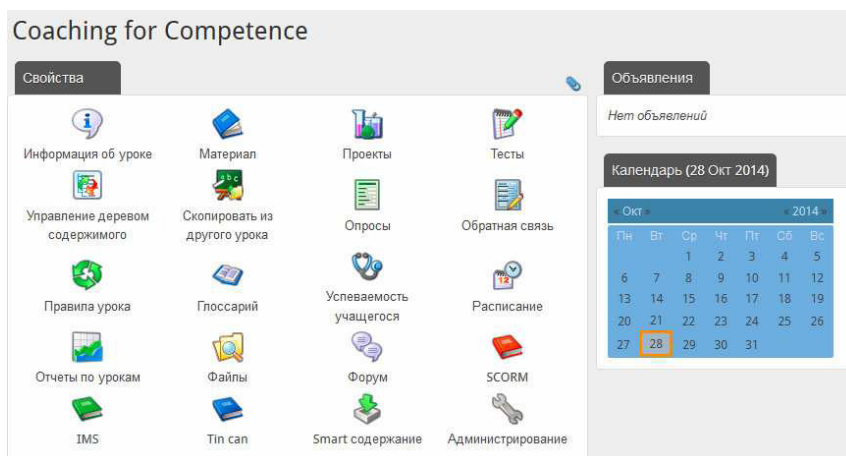 Coaching for Competence
Свойства
Информация об уроке
Материал
Проекты
Тесты
Управление деревом
содержимого
Скопировать из
другого урока
Опросы
Обратная связь
Правила урока
Глоссарий
Успеваемость
учащегося
Расписание
Отчеты по урокам
Файлы
Форум
SCORM
IMS
Tin can
Smart содержание
Администрирование
Объявления
Нет объявлений
Календарь (28 Окт 2014)
« Окт » « 2014 »
Пн Вт Ср Чт Пт Сб Вс
1 2 3 4 5
6 7 8 9 10 11 12
13 14 15 16 17 18 19
20 21 22 23 24 25 26
27 28 29 30 31